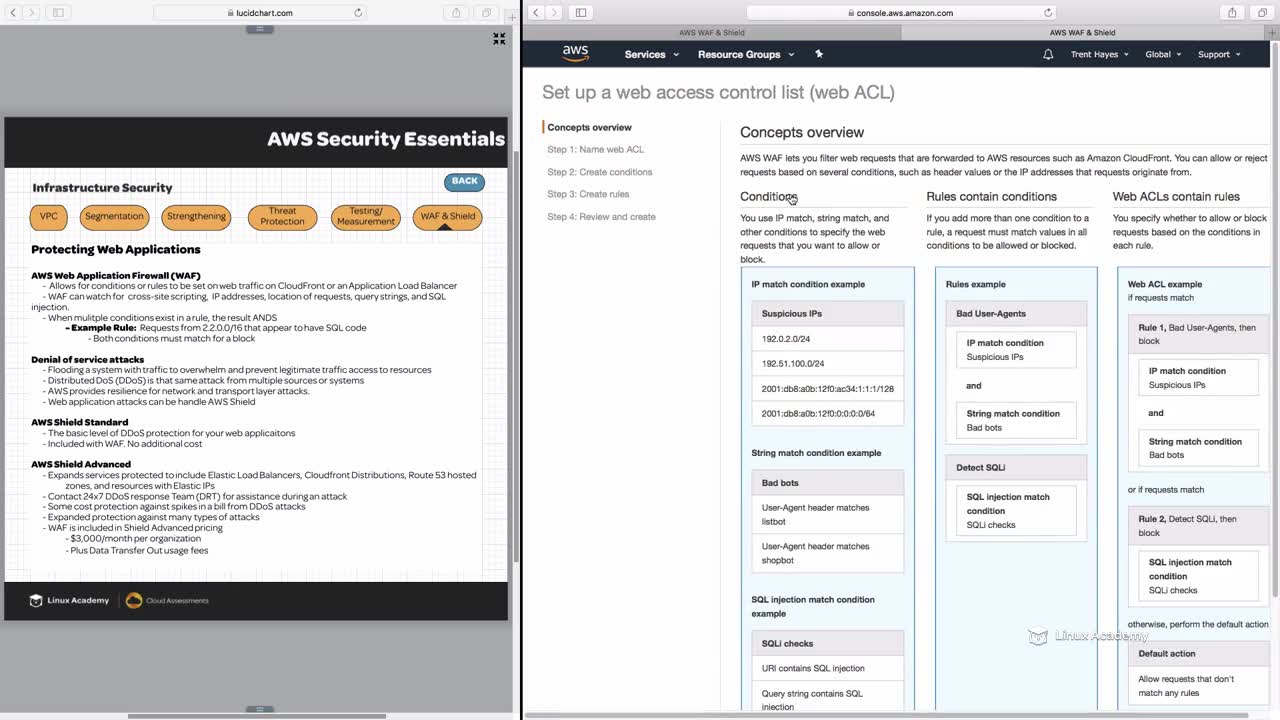 lucidchart.com
AWS Security Essentials
Infrastructure Security
BACK
VPC
Segmentation
Strengthening
Threat
Protection
Testing/
Measurement
WAF & Shield
Protecting Web Applications
AWS Web Application Firewall (WAF)
- Allows for conditions or rules to be set on web traffic on CloudFront or an Application Load Balancer
- WAF can watch for cross-site scripting, IP addresses, location of requests, query strings, and SQL
injection.
- When mulitple conditions exist in a rule, the result ANDS
- Example Rule: Requests from 2.2.0.0/16 that appear to have SQL code
- Both conditions must match for a block
Denial of service attacks
- Flooding a system with traffic to overwhelm and prevent legitimate traffic access to resources
- Distributed DoS (DDoS) is that same attack from multiple sources or systems
- AWS provides resilience for network and transport layer attacks.
- Web application attacks can be handle AWS Shield
AWS Shield Standard
- The basic level of DDoS protection for your web applicaitons
- Included with WAF. No additional cost
AWS Shield Advanced
- Expands services protected to include Elastic Load Balancers, Cloudfront Distributions, Route 53 hosted
zones, and resources with Elastic IPs
- Contact 24x7 DDoS response Team (DRT) for assistance during an attack
- Some cost protection against spikes in a bill from DDoS attacks
- Expanded protection against many types of attacks
- WAF is included in Shield Advanced pricing
- $3,000/month per organization
- Plus Data Transfer Out usage fees
Linux Academy
Cloud Assessments
console.aws.amazon.com
AWS WAF & Shield
AWS WAF & Shield
aws
Services
Resource Groups
Trent Hayes
Global
Support
Set up a web access control list (web ACL)
Concepts overview
Step 1: Name web ACL
Step 2: Create conditions
Step 3: Create rules
Step 4: Review and create
Concepts overview
AWS WAF lets you filter web requests that are forwarded to AWS resources such as Amazon CloudFront. You can allow or reject
requests based on several conditions, such as header values or the IP addresses that requests originate from.
Conditions
You use IP match, string match, and
other conditions to specify the web
requests that you want to allow or
block.
IP match condition example
Suspicious IPs
192.0.2.0/24
192.51.100.0/24
2001:db8:a0b:12f0:ac34:1:1:1/128
2001:db8:a0b:12f0:0:0:0:0/64
String match condition example
Bad bots
User-Agent header matches
listbot
User-Agent header matches
shopbot
SQL injection match condition
example
SQLi checks
URI contains SQL injection
Query string contains SQL
injection
Rules contain conditions
If you add more than one condition to a
rule, a request must match values in all
conditions to be allowed or blocked.
Rules example
Bad User-Agents
IP match condition
Suspicious IPs
and
String match condition
Bad bots
Detect SQLi
SQL injection match
condition
SQLi checks
Web ACLs contain rules
You specify whether to allow or block
requests based on the conditions in
each rule.
Web ACL example
if requests match
Rule 1, Bad User-Agents, then
block
IP match condition
Suspicious IPs
and
String match condition
Bad bots
or if requests match
Rule 2, Detect SQLi, then
block
SQL injection match
condition
SQLi checks
otherwise, perform the default action
Default action
Allow requests that don't
match any rules
Linux Academy